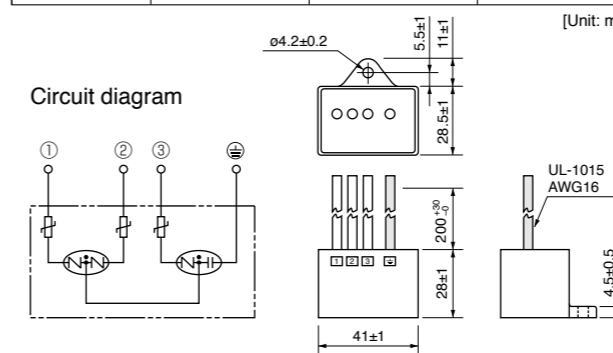 [Unit: m
ø4.2±0.2
5.5±1
11±1
28.5±1
Circuit diagram
① ② ③
UL-1015
AWG16
200+30-0
1 2 3
28±1
4.5±0.5
41±1